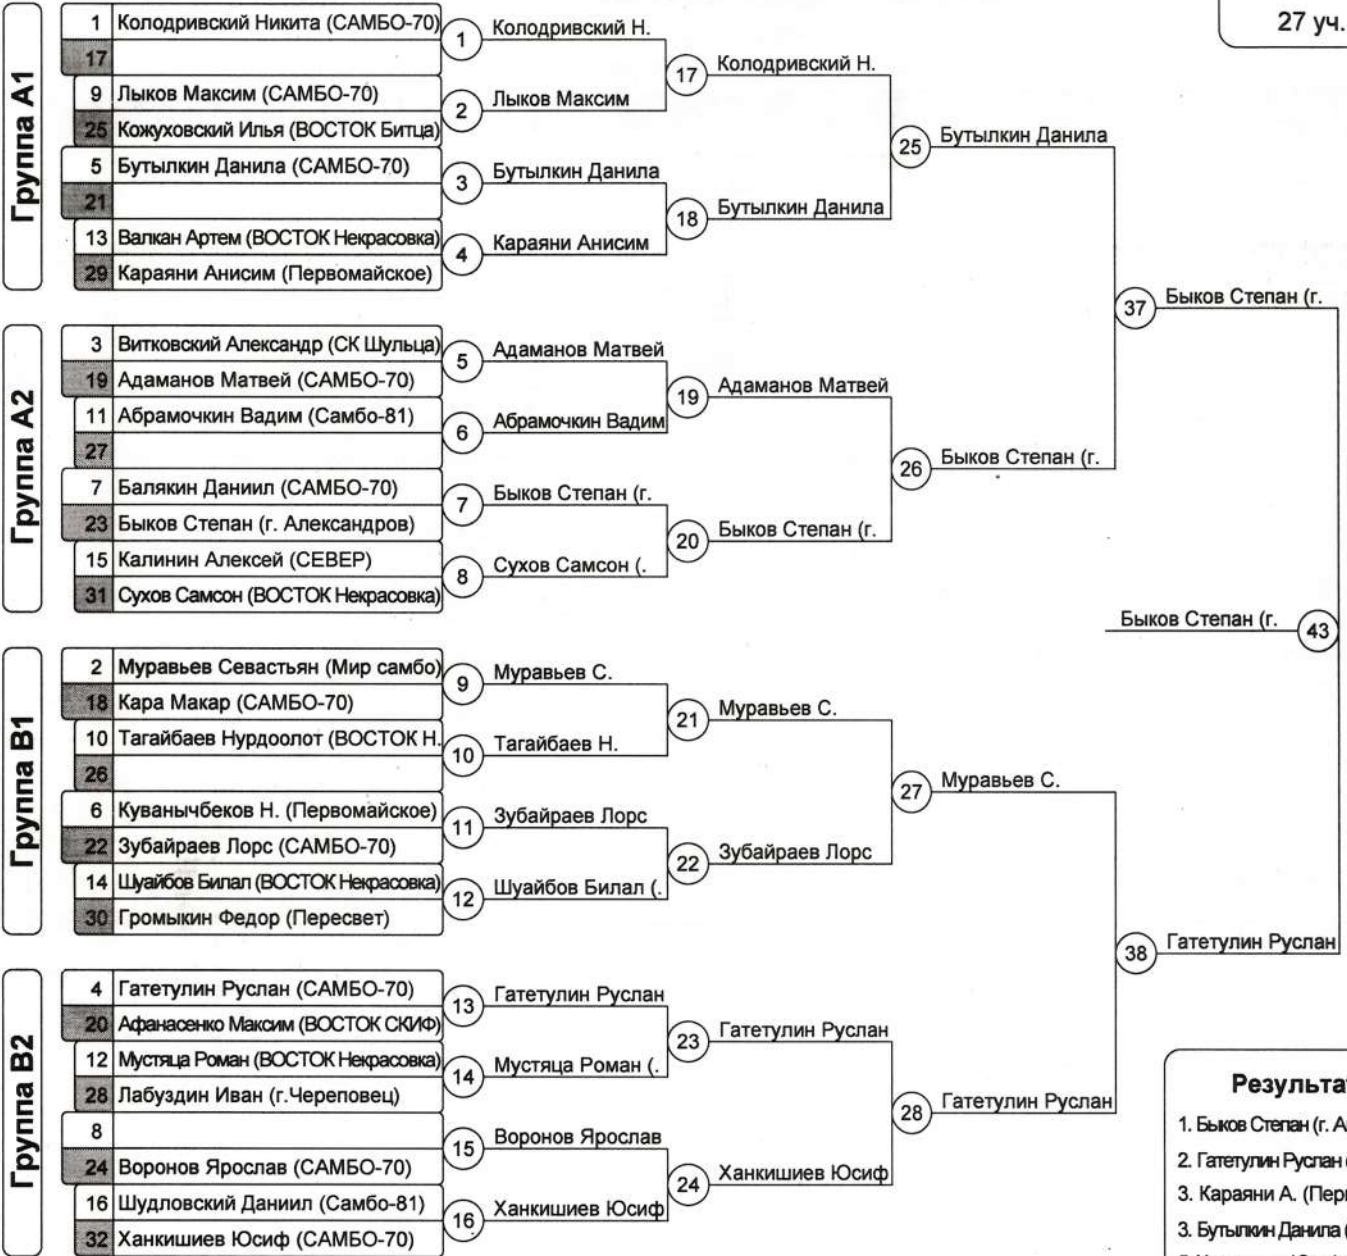 27 уч.
Группа A1
1 Колодривский Никита (САМБО-70)
17
9 Лыков Максим (САМБО-70)
25 Кожуховский Илья (ВОСТОК Битца)
5 Бутылкин Данила (САМБО-70)
21
13 Валкан Артем (ВОСТОК Некрасовка)
29 Караяни Анисим (Первомайское)
1 Колодривский Н.
2 Лыков Максим
3 Бутылкин Данила
4 Караяни Анисим
17 Колодривский Н.
18 Бутылкин Данила
25 Бутылкин Данила
Группа A2
3 Витковский Александр (СК Шульца)
19 Адаманов Матвей (САМБО-70)
11 Абрамочкин Вадим (Самбо-81)
27
7 Балякин Даниил (САМБО-70)
23 Быков Степан (г. Александров)
15 Калинин Алексей (СЕВЕР)
31 Сухов Самсон (ВОСТОК Некрасовка)
5 Адаманов Матвей
6 Абрамочкин Вадим
7 Быков Степан (г.
8 Сухов Самсон (.
19 Адаманов Матвей
20 Быков Степан (г.
26 Быков Степан (г.
37 Быков Степан (г.
Быков Степан (г. 43
Группа B1
2 Муравьев Севастьян (Мир самбо)
18 Кара Макар (САМБО-70)
10 Тагайбаев Нурдоолот (ВОСТОК Н.
26
6 Куванычбеков Н. (Первомайское)
22 Зубайраев Лорс (САМБО-70)
14 Шуайбов Билал (ВОСТОК Некрасовка)
30 Громыкин Федор (Пересвет)
9 Муравьев С.
10 Тагайбаев Н.
11 Зубайраев Лорс
12 Шуайбов Билал (.
21 Муравьев С.
22 Зубайраев Лорс
27 Муравьев С.
Группа B2
4 Гатетулин Руслан (САМБО-70)
20 Афанасенко Максим (ВОСТОК СКИФ)
12 Мустяца Роман (ВОСТОК Некрасовка)
28 Лабуздин Иван (г.Череповец)
8
24 Воронов Ярослав (САМБО-70)
16 Шудловский Даниил (Самбо-81)
32 Ханкишиев Юсиф (САМБО-70)
13 Гатетулин Руслан
14 Мустяца Роман (.
15 Воронов Ярослав
16 Ханкишиев Юсиф
23 Гатетулин Руслан
24 Ханкишиев Юсиф
28 Гатетулин Руслан
38 Гатетулин Руслан
Результа
1. Быков Степан (г. А
2. Гатетулин Руслан (
3. Караяни А. (Пер
3. Бутылкин Данила (